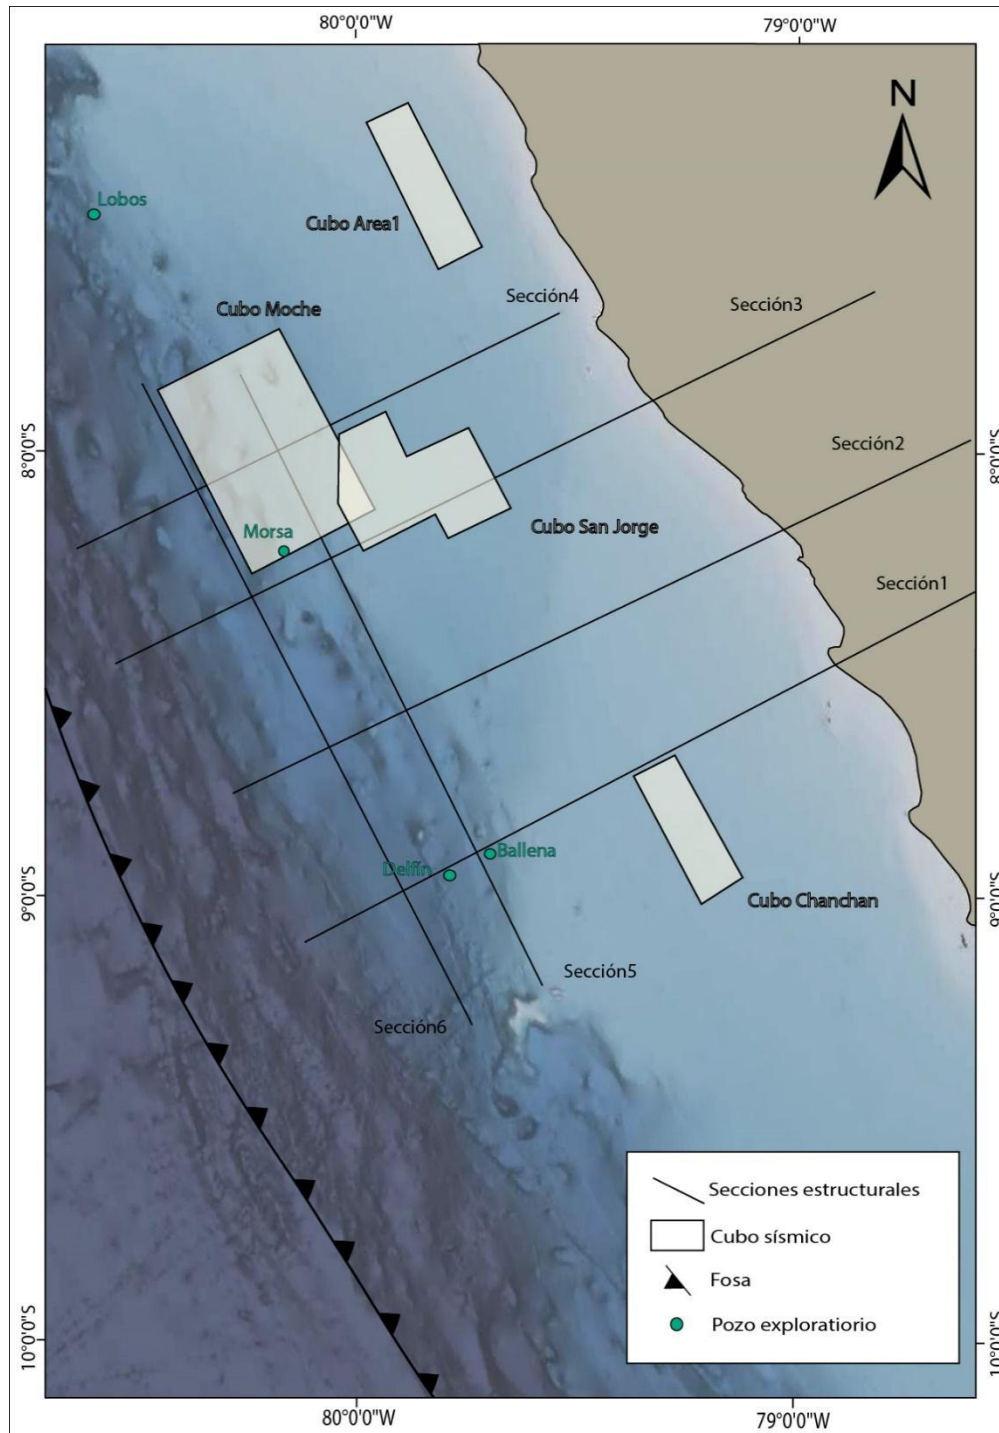 80°0'0"W
79°0'0"W
N
Lobos
Cubo Area1
Sección4
Cubo Moche
Sección3
8°0'0"S
8°0'0"S
Sección2
Morsa
Cubo San Jorge
Sección1
Ballena
Delfín
9°0'0"S
9°0'0"S
Cubo Chanchan
Sección5
Sección6
Secciones estructurales
Cubo sísmico
Fosa
Pozo exploratiorio
10°0'0"S
10°0'0"S
80°0'0"W
79°0'0"W